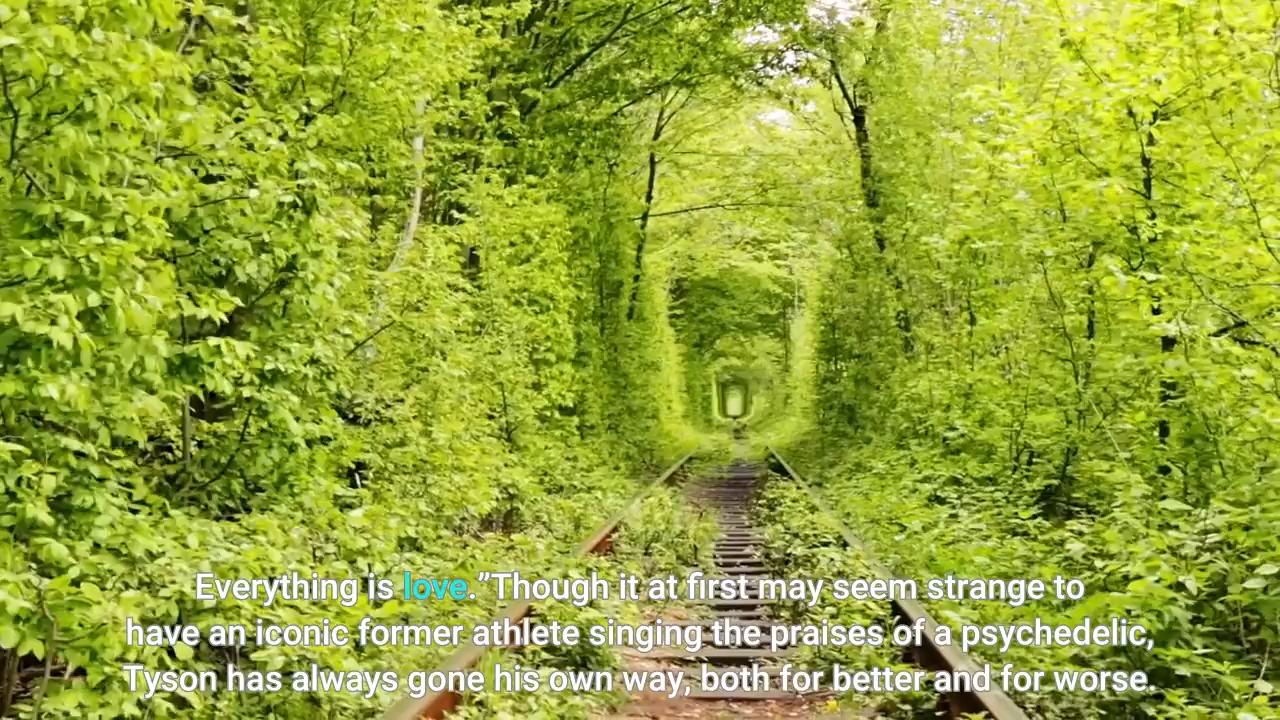 Everything is love.”Though it at first may seem strange to
have an iconic former athlete singing the praises of a psychedelic,
Tyson has always gone his own way, both for better and for worse.